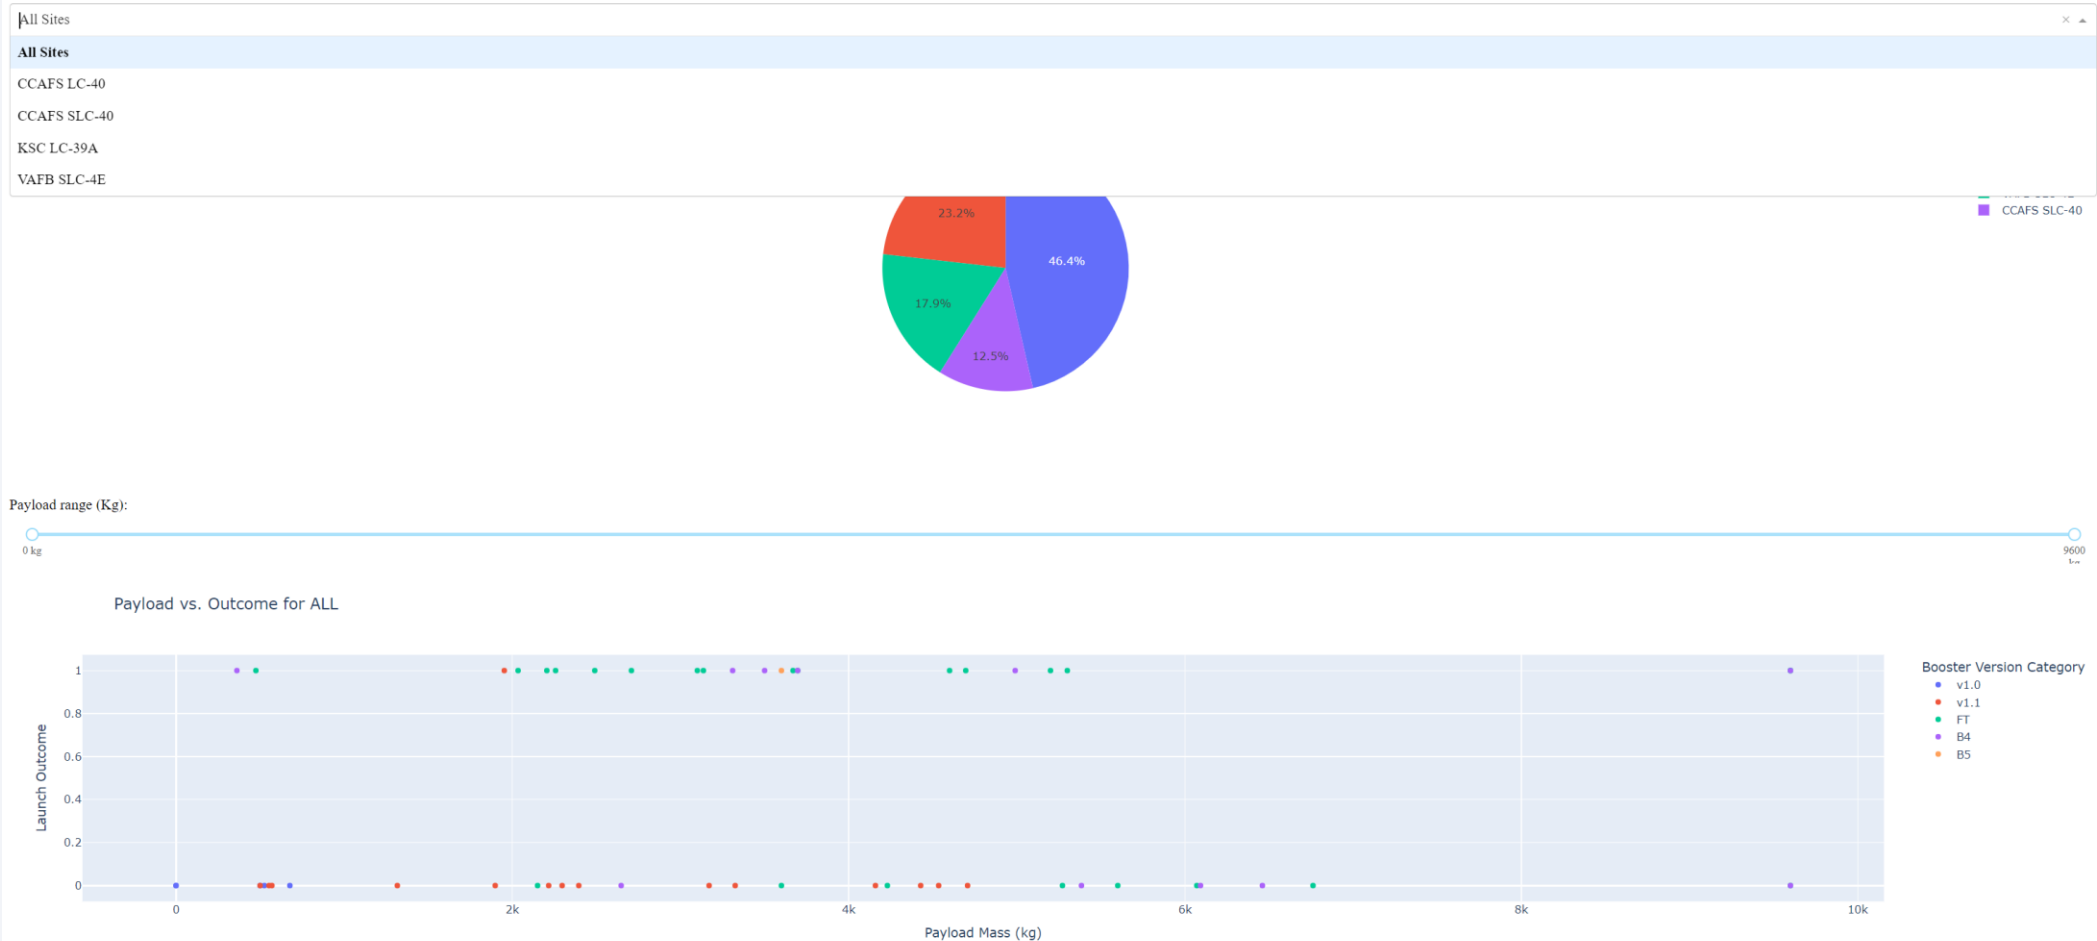 All Sites
All Sites
CCAFS LC-40
CCAFS SLC-40
KSC LC-39A
VAFB SLC-4E
CCAFS SLC-40
23.2%
46.4%
17.9%
12.5%
Payload range (Kg):
0 kg
9600
Payload vs. Outcome for ALL
Booster Version Category
v1.0
v1.1
FT
B4
B5
Launch Outcome
1
0.8
0.6
0.4
0.2
0
0 2k 4k 6k 8k 10k
Payload Mass (kg)